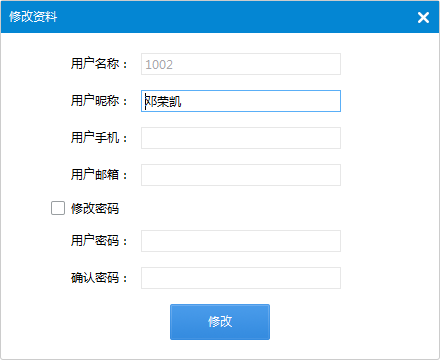 修改资料
用户名称： 1002
用户昵称： 邓荣凯
用户手机：
用户邮箱：
修改密码
用户密码：
确认密码：
修改